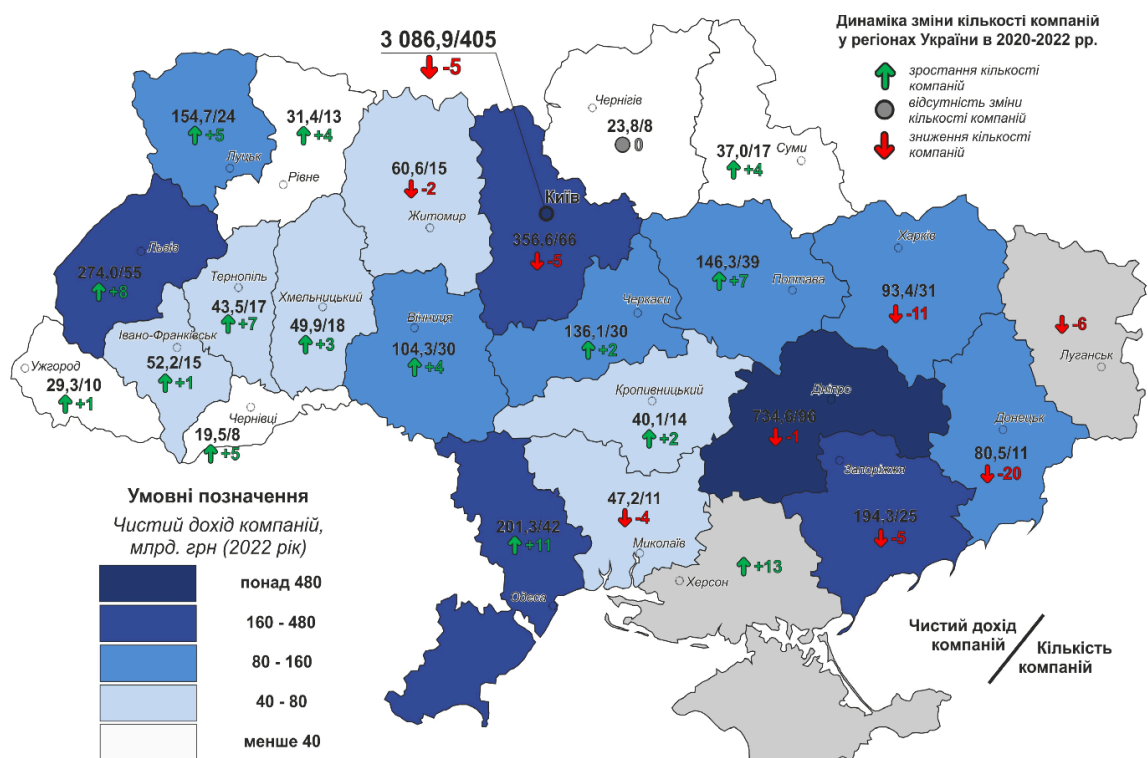 Динаміка зміни кількості компаній
у регіонах України в 2020-2022 рр.
зростання кількості
компаній
відсутність зміни
кількості компаній
зниження кількості
компаній
3 086,9/405
-5
Київ
154,7/24
+5
Луцьк
31,4/13
+4
Рівне
60,6/15
-2
Житомир
356,6/66
-5
Чернігів
23,8/8
0
37,0/17
+4
Суми
Львів
274,0/55
+8
Тернопіль
43,5/17
+7
Хмельницький
49,9/18
+3
Вінниця
104,3/30
+4
Черкаси
136,1/30
+2
146,3/39
+7
Полтава
Харків
93,4/31
-11
-6
Луганськ
Ужгород
29,3/10
+1
Івано-Франківськ
52,2/15
+1
Чернівці
19,5/8
+5
Кропивницький
40,1/14
+2
Дніпро
-1
Донецьк
80,5/11
-20
Запоріжжя
194,3/25
-5
201,3/42
+11
Одеса
47,2/11
-4
Миколаїв
Херсон
+13
Умовні позначення
Чистий дохід компаній,
млрд. грн (2022 рік)
понад 480
160 - 480
80 - 160
40 - 80
менше 40
Чистий дохід
компаній
Кількість
компаній